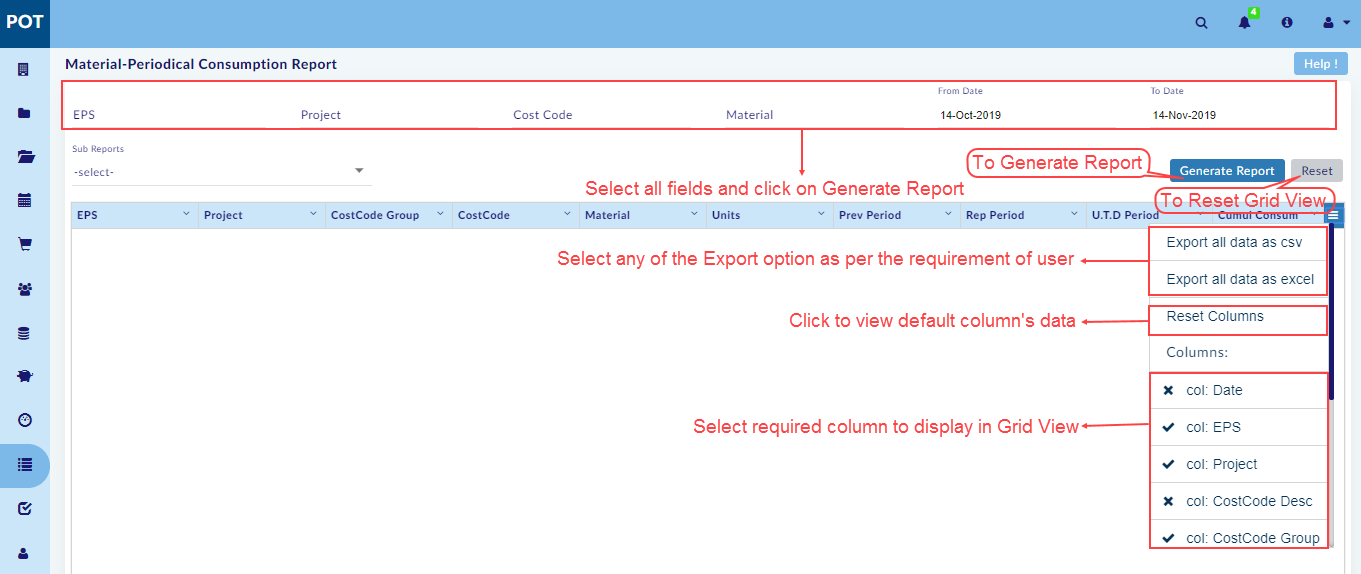 POT
4
Material-Periodical Consumption Report
Help !
From Date
To Date
EPS
Project
Cost Code
Material
14-Oct-2019
14-Nov-2019
Sub Reports
-select-
To Generate Report
Generate Report
Reset
Select all fields and click on Generate Report
To Reset Grid View
EPS
Project
CostCode Group
CostCode
Material
Units
Prev Period
Rep Period
U.T.D Period
Cumul Consum
Export all data as csv
Select any of the Export option as per the requirement of user
Export all data as excel
Reset Columns
Click to view default column's data
Columns:
col: Date
Select required column to display in Grid View
col: EPS
col: Project
col: CostCode Desc
col: CostCode Group